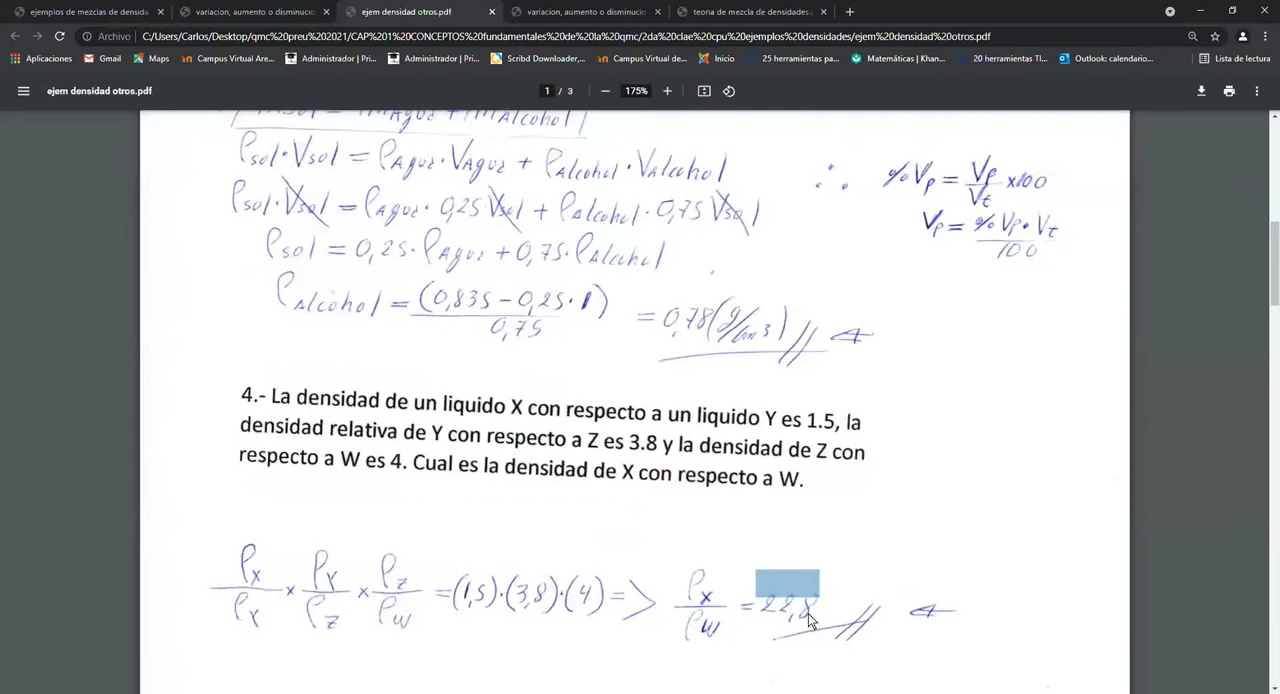 ejemplos de mezclas de densida
variacion, aumento o disminucio
ejem densidad otros.pdf
variacion, aumento o disminucio
teoria de mezcla de densidades
Archivo
C:/Users/Carlos/Desktop/qmc preu%202021/CAP%201%20CONCEPTOS%20fundamentales%20de%20la%20qmc/2da%20clae%20cpu%20ejemplos%20densidades/ejem%20densidad%20otros.pdf
Aplicaciones
Gmail
Maps
Campus Virtual Are...
Administrador | Pri...
Administrador | Pri...
Scribd Downloader,...
Campus Virtual de...
Inicio
25 herramientas pa...
Matemáticas | Khan...
20 herramientas TI...
Outlook: calendario...
Lista de lectura
ejem densidad otros.pdf
1 / 3
175%
ρsol·Vsol = ρAgua·VAgua + ρAlcohol·VAlcohol
ρsol·Vsol = ρAgua·0,25 Vsol + ρAlcohol·0,75 Vsol
ρsol = 0,25·ρAgua + 0,75·ρAlcohol
ρAlcohol = (0,835 - 0,25·1) / 0,75 = 0,78 (g/cm3)
∴ %Vp = Vp/Vt x100
Vp = %Vp·Vt / 100
4.- La densidad de un liquido X con respecto a un liquido Y es 1.5, la
densidad relativa de Y con respecto a Z es 3.8 y la densidad de Z con
respecto a W es 4. Cual es la densidad de X con respecto a W.
ρx/ρY × ρY/ρZ × ρZ/ρW = (1,5)·(3,8)·(4) => ρx/ρW = 22,8